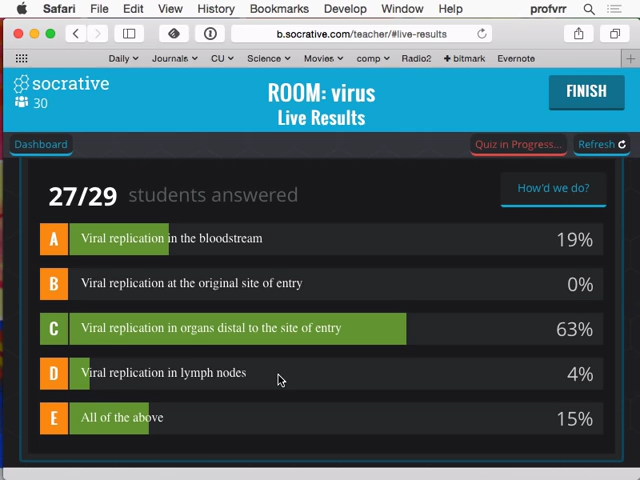 Safari File Edit View History Bookmarks Develop Window Help profvrr
b.socrative.com/teacher/#live-results
Daily Journals CU Science Movies comp Radio2 + bitmark Evernote
socrative
30
ROOM: virus
Live Results
FINISH
Dashboard
Quiz in Progress...
Refresh
27/29 students answered
How'd we do?
A Viral replication in the bloodstream 19%
B Viral replication at the original site of entry 0%
C Viral replication in organs distal to the site of entry 63%
D Viral replication in lymph nodes 4%
E All of the above 15%